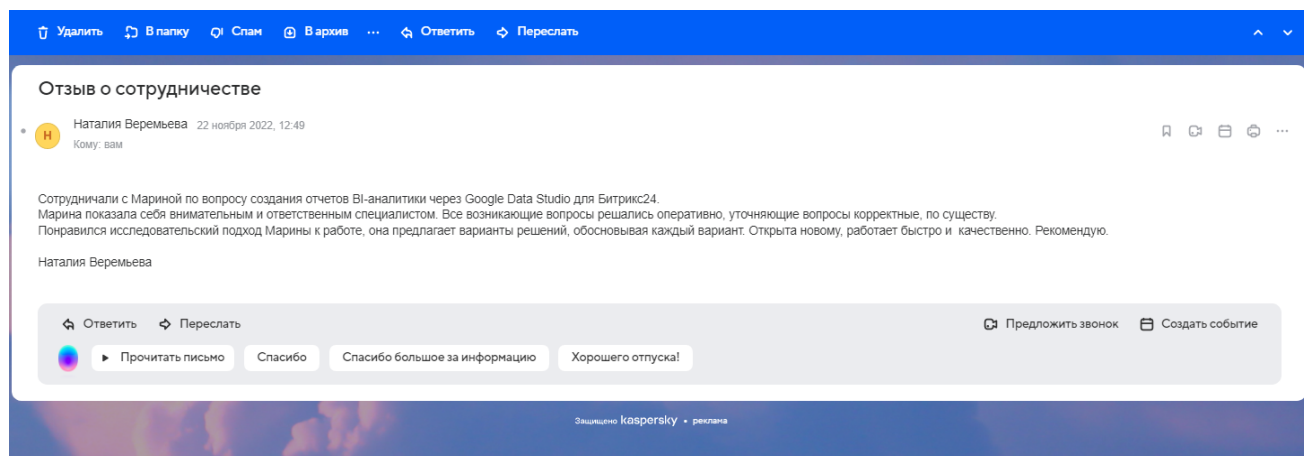 Удалить В папку Спам В архив ... Ответить Переслать
Отзыв о сотрудничестве
Н
Наталия Веремьева 22 ноября 2022, 12:49
Кому: вам
Сотрудничали с Мариной по вопросу создания отчетов BI-аналитики через Google Data Studio для Битрикс24.
Марина показала себя внимательным и ответственным специалистом. Все возникающие вопросы решались оперативно, уточняющие вопросы корректные, по существу.
Понравился исследовательский подход Марины к работе, она предлагает варианты решений, обосновывая каждый вариант. Открыта новому, работает быстро и качественно. Рекомендую.
Наталия Веремьева
Ответить Переслать Предложить звонок Создать событие
Прочитать письмо Спасибо Спасибо большое за информацию Хорошего отпуска!
Защищено kaspersky • реклама